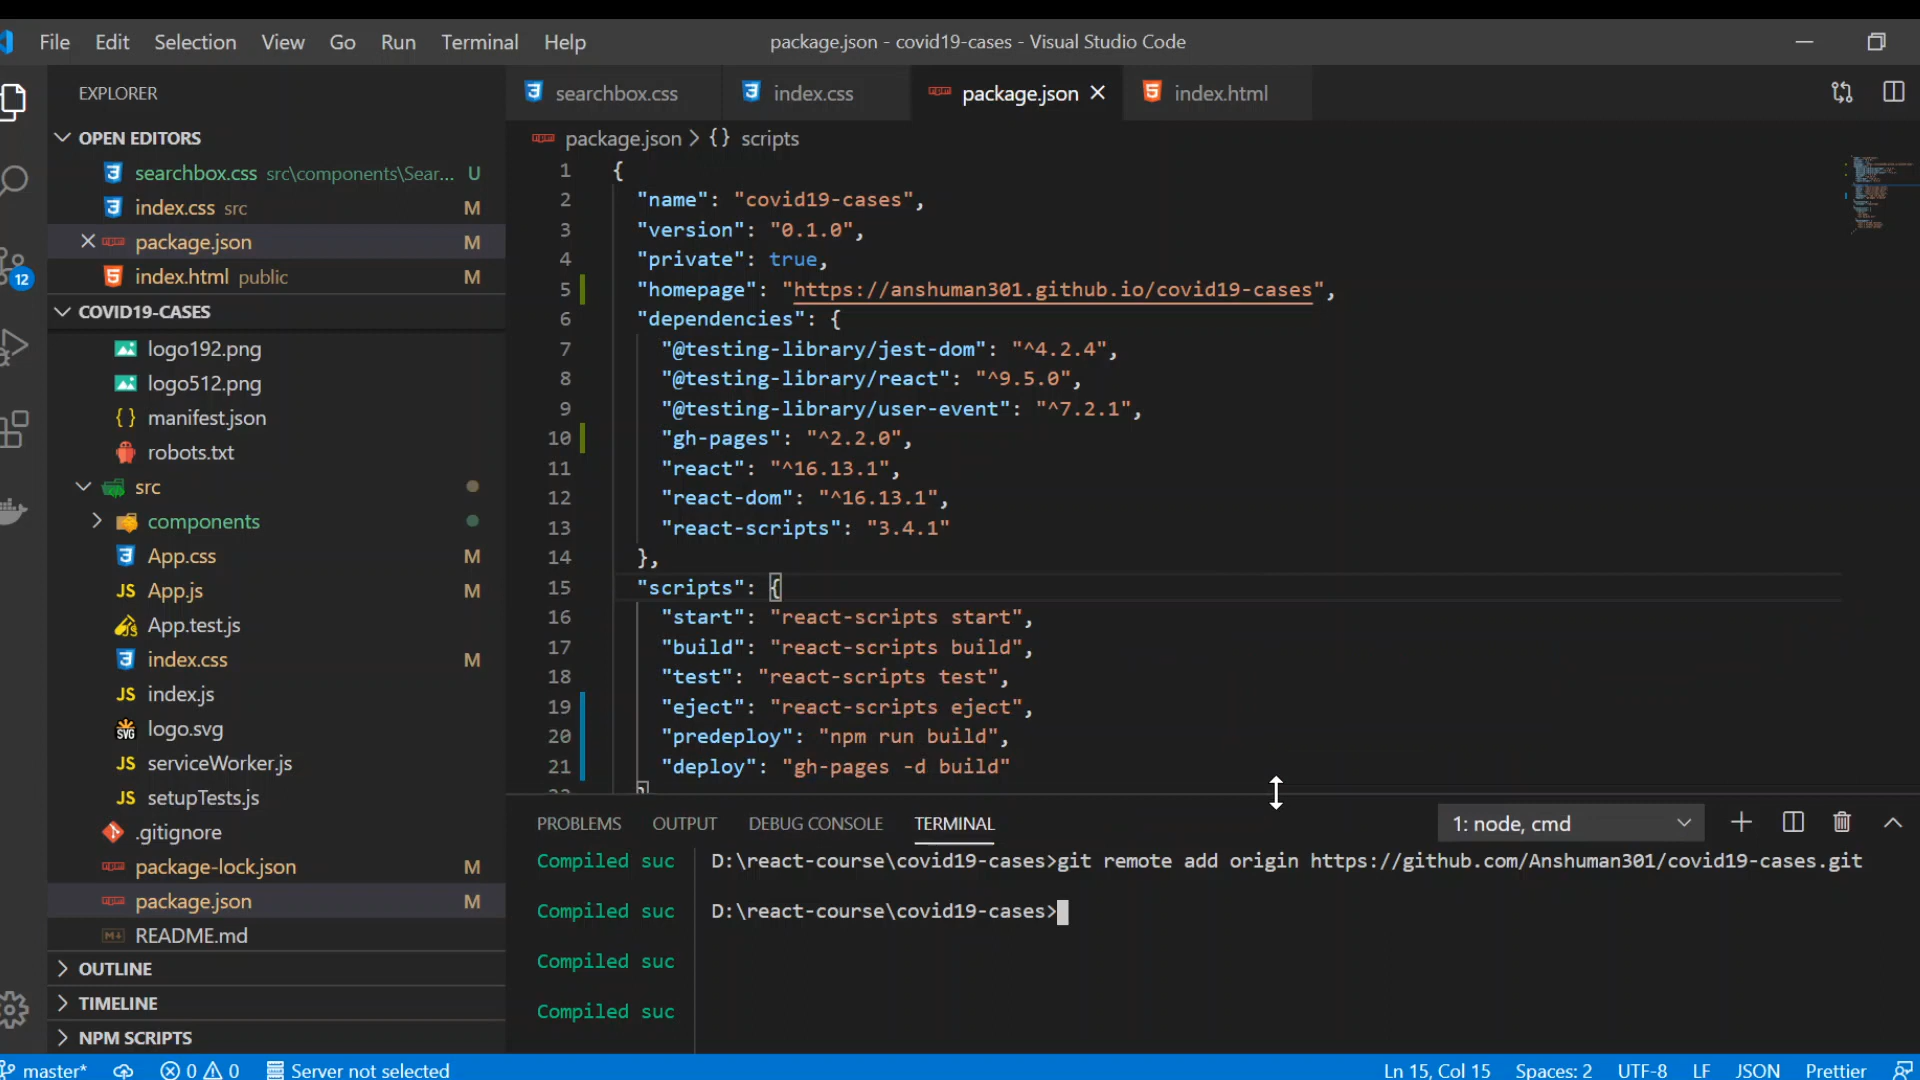 File Edit Selection View Go Run Terminal Help
package.json - covid19-cases - Visual Studio Code
EXPLORER
OPEN EDITORS
searchbox.css src\components\Sear... U
index.css src M
package.json M
index.html public M
COVID19-CASES
logo192.png
logo512.png
manifest.json
robots.txt
src
components
App.css M
App.js M
App.test.js
index.css M
index.js
logo.svg
serviceWorker.js
setupTests.js
.gitignore
package-lock.json M
package.json M
README.md
OUTLINE
TIMELINE
NPM SCRIPTS
12
searchbox.css index.css package.json index.html
package.json > {} scripts
1 {
2 "name": "covid19-cases",
3 "version": "0.1.0",
4 "private": true,
5 "homepage": "https://anshuman301.github.io/covid19-cases",
6 "dependencies": {
7 "@testing-library/jest-dom": "^4.2.4",
8 "@testing-library/react": "^9.5.0",
9 "@testing-library/user-event": "^7.2.1",
10 "gh-pages": "^2.2.0",
11 "react": "^16.13.1",
12 "react-dom": "^16.13.1",
13 "react-scripts": "3.4.1"
14 },
15 "scripts": {
16 "start": "react-scripts start",
17 "build": "react-scripts build",
18 "test": "react-scripts test",
19 "eject": "react-scripts eject",
20 "predeploy": "npm run build",
21 "deploy": "gh-pages -d build"
PROBLEMS OUTPUT DEBUG CONSOLE TERMINAL 1: node, cmd
Compiled suc
Compiled suc
Compiled suc
Compiled suc
D:\react-course\covid19-cases>git remote add origin https://github.com/Anshuman301/covid19-cases.git
D:\react-course\covid19-cases>
master* 0 0 Server not selected Ln 15, Col 15 Spaces: 2 UTF-8 LF JSON Prettier